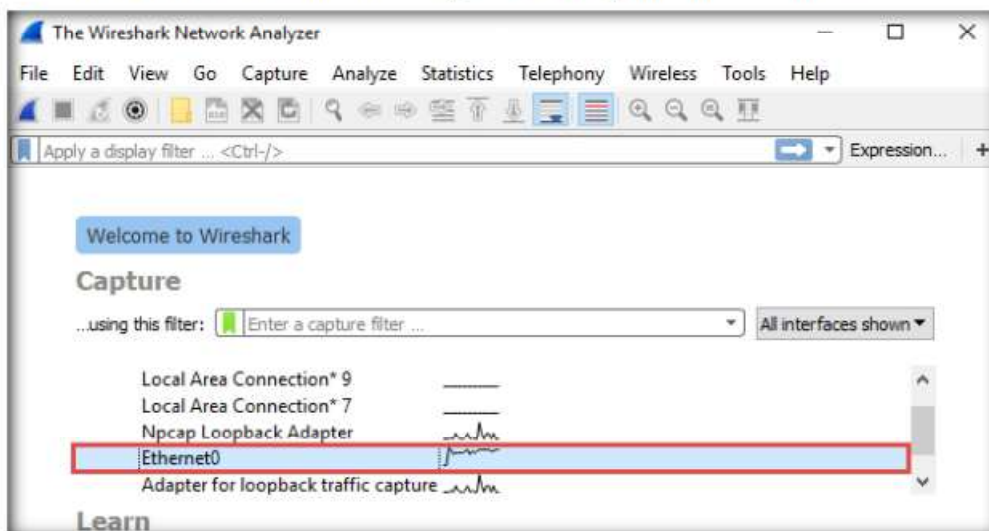 The Wireshark Network Analyzer
File Edit View Go Capture Analyze Statistics Telephony Wireless Tools Help
Apply a display filter ... <Ctrl-/> Expression... +
Welcome to Wireshark
Capture
...using this filter: Enter a capture filter ... All interfaces shown
Local Area Connection* 9
Local Area Connection* 7
Npcap Loopback Adapter
Ethernet0
Adapter for loopback traffic capture
Learn